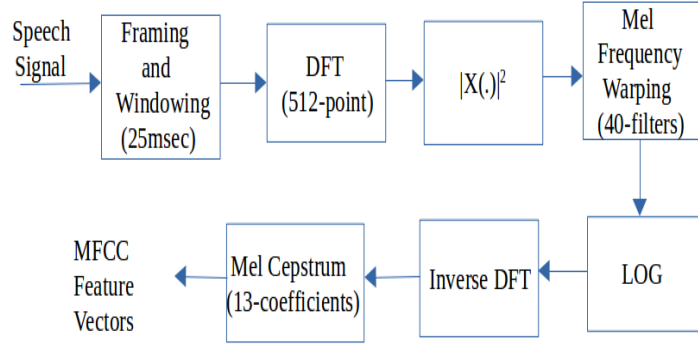 Speech
Signal
Framing
and
Windowing
(25msec)
DFT
(512-point)
|X(.)|²
Mel
Frequency
Warping
(40-filters)
LOG
Inverse DFT
Mel Cepstrum
(13-coefficients)
MFCC
Feature
Vectors